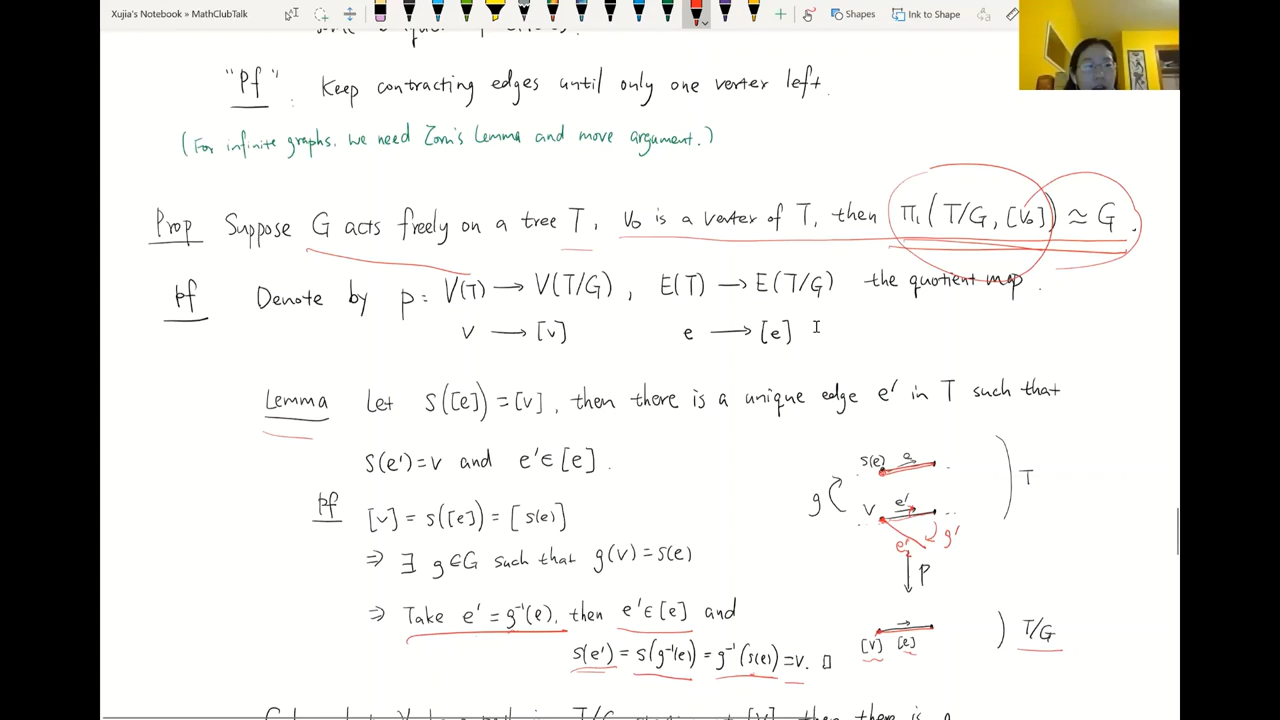 Xujia's Notebook » MathClubTalk
Shapes
Ink to Shape
"Pf" : Keep contracting edges until only one vertex left.
(For infinite graphs, we need Zorn's Lemma and more argument.)
Prop Suppose G acts freely on a tree T, v₀ is a vertex of T, then π₁(T/G, [v₀]) ≈ G.
pf Denote by p: V(T) → V(T/G), E(T) → E(T/G) the quotient map.
v → [v] e → [e]
Lemma Let s([e]) = [v], then there is a unique edge e' in T such that
s(e') = v and e' ∈ [e].
pf [v] = s([e]) = [s(e)]
⇒ ∃ g ∈ G such that g(v) = s(e)
⇒ Take e' = g⁻¹(e), then e' ∈ [e] and
s(e') = s(g⁻¹(e)) = g⁻¹(s(e)) = v. □
s(e) e
g v e' T
e'₂ g'
p
[v] [e] T/G